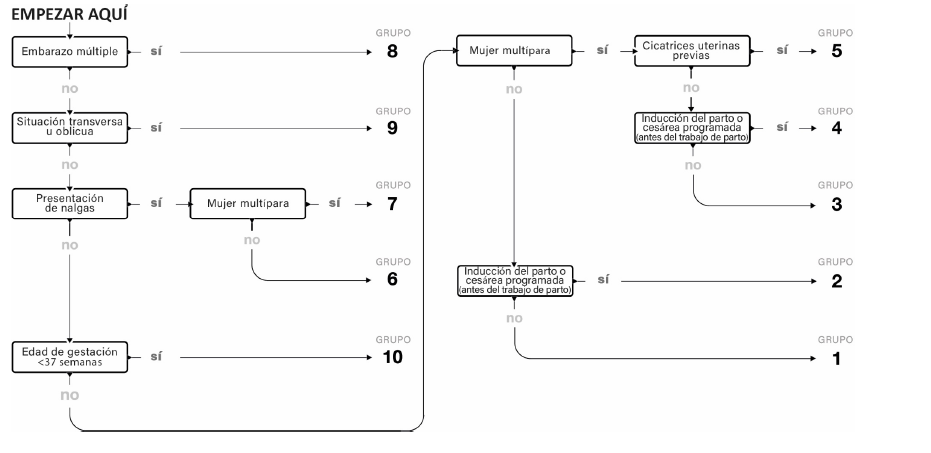 EMPEZAR AQUÍ
Embarazo múltiple
sí
GRUPO
8
no
Situación transversa
u oblicua
sí
GRUPO
9
no
Presentación
de nalgas
sí
Mujer multípara
sí
GRUPO
7
no
GRUPO
6
no
Edad de gestación
<37 semanas
sí
GRUPO
10
no
Mujer multípara
sí
Cicatrices uterinas
previas
sí
GRUPO
5
no
Inducción del parto o
cesárea programada
(antes del trabajo de parto)
sí
GRUPO
4
no
GRUPO
3
no
Inducción del parto o
cesárea programada
(antes del trabajo de parto)
sí
GRUPO
2
no
GRUPO
1